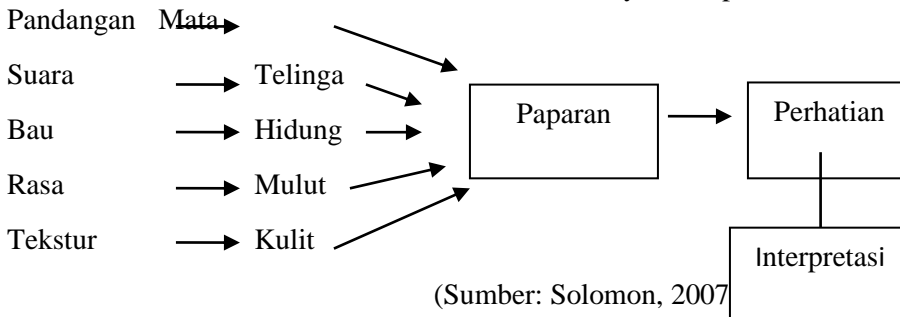 Pandangan Mata
Suara Telinga
Bau Hidung
Rasa Mulut
Tekstur Kulit
Paparan
Perhatian
Interpretasi
(Sumber: Solomon, 2007